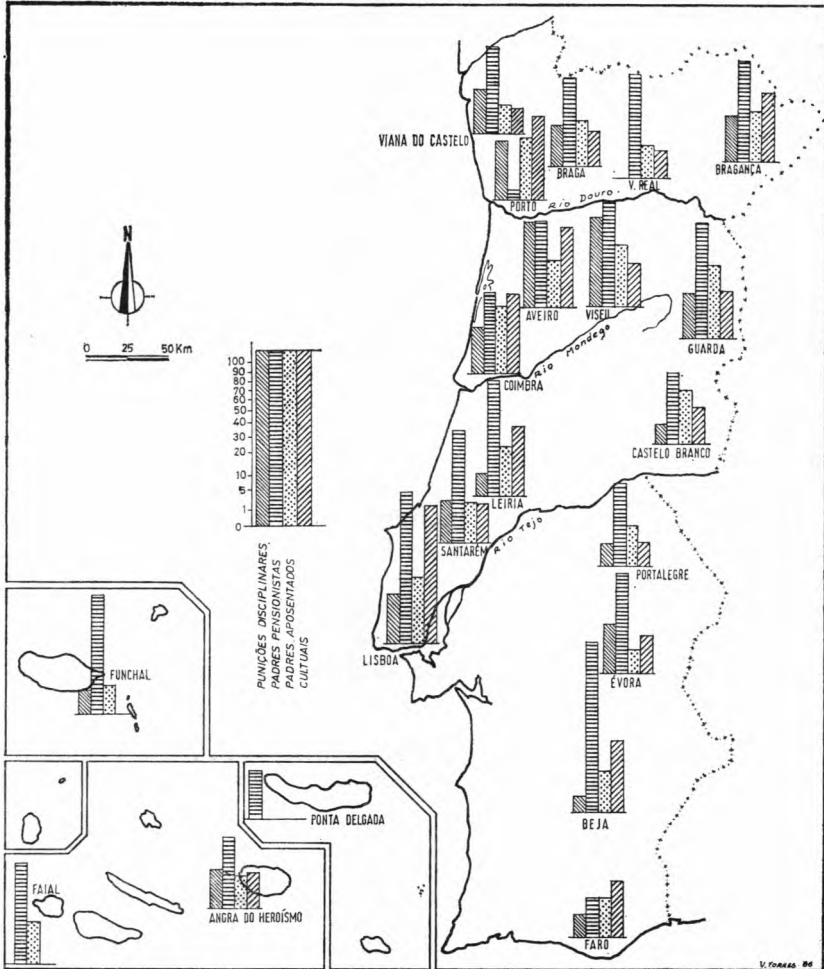 VIANA DO CASTELO
BRAGA
V. REAL
BRAGANÇA
PORTO
Rio Douro
N
AVEIRO
VISEU
GUARDA
0 25 50 Km
COIMBRA
Rio Mondego
100
90
80
70
60
50
40
30
20
10
5
1
0
CASTELO BRANCO
LEIRIA
SANTARÉM
Rio Tejo
PORTALEGRE
PUNIÇÕES DISCIPLINARES
PADRES PENSIONISTAS
PADRES APOSENTADOS
CULTUAIS
LISBOA
ÉVORA
FUNCHAL
BEJA
PONTA DELGADA
FAIAL
ANGRA DO HEROÍSMO
FARO
V. TORRES 86